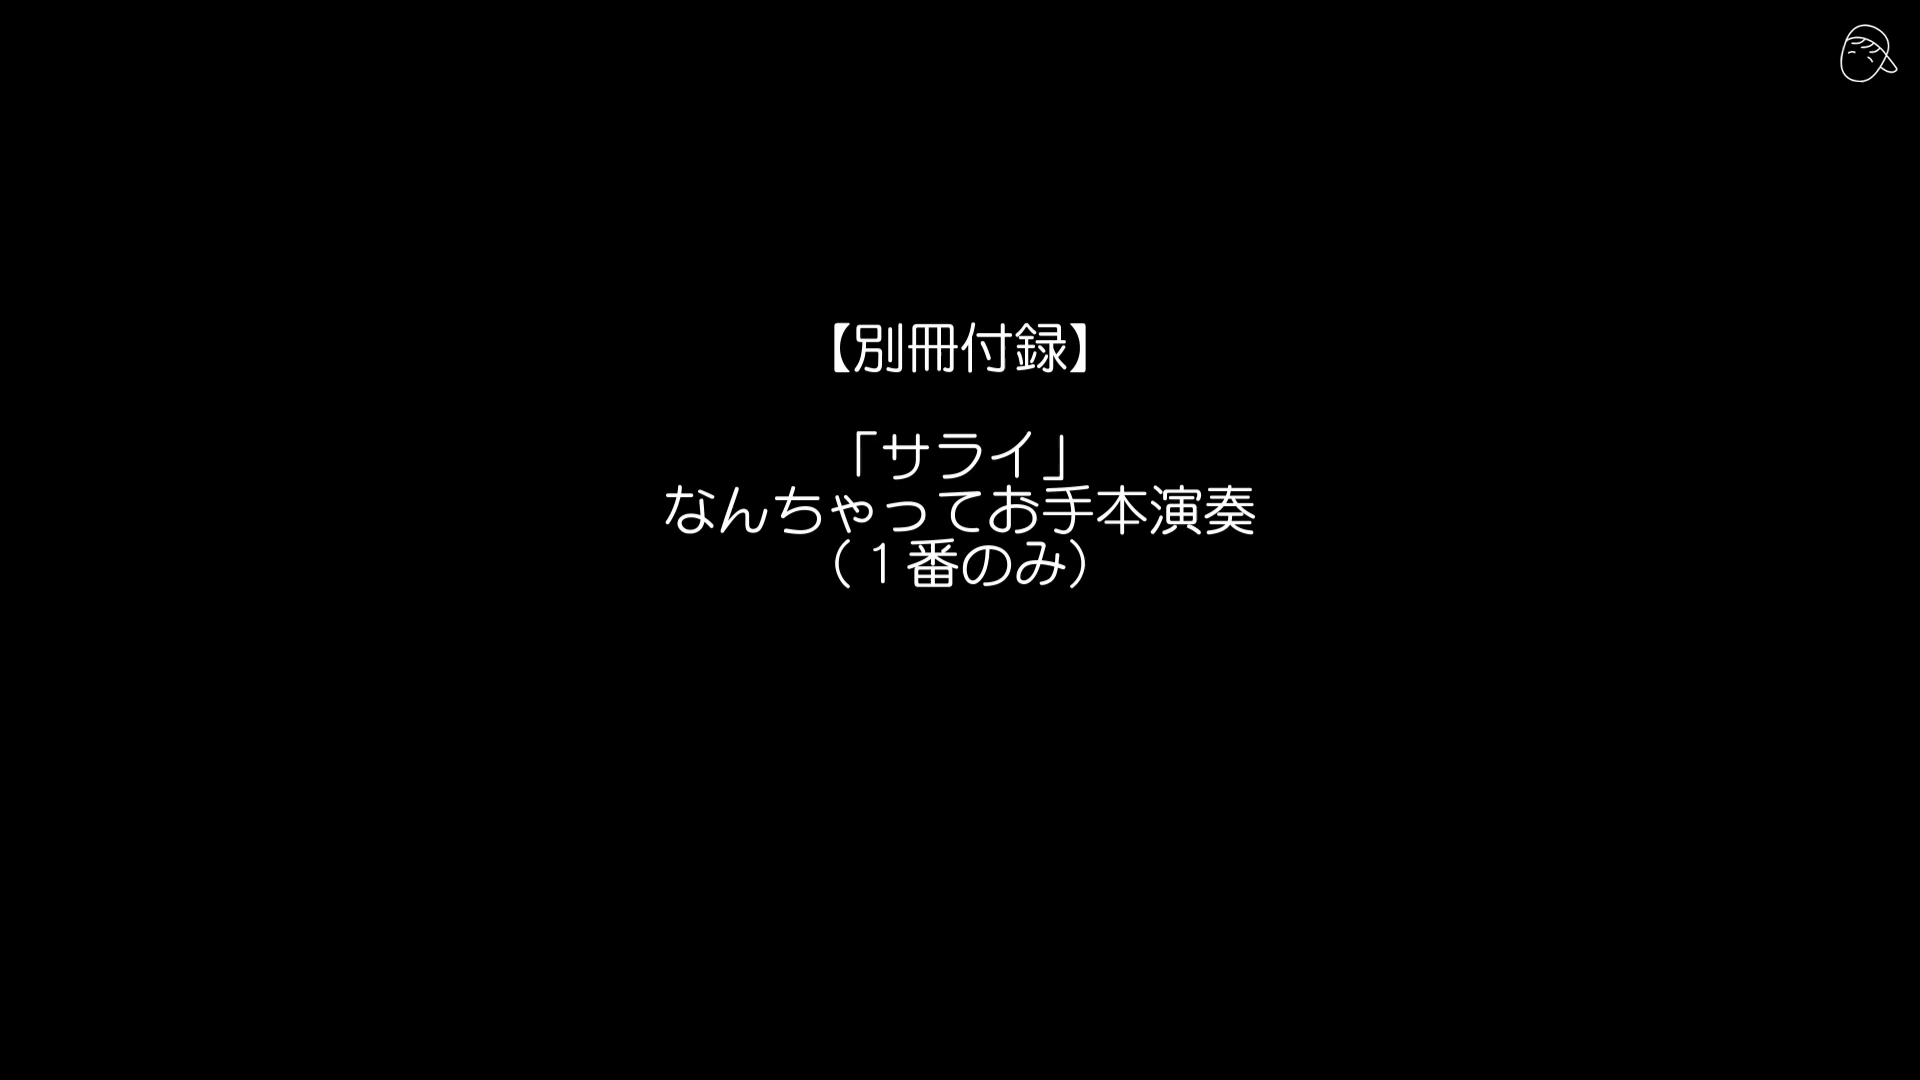 【別冊付録】
「サライ」
なんちゃってお手本演奏
（１番のみ）